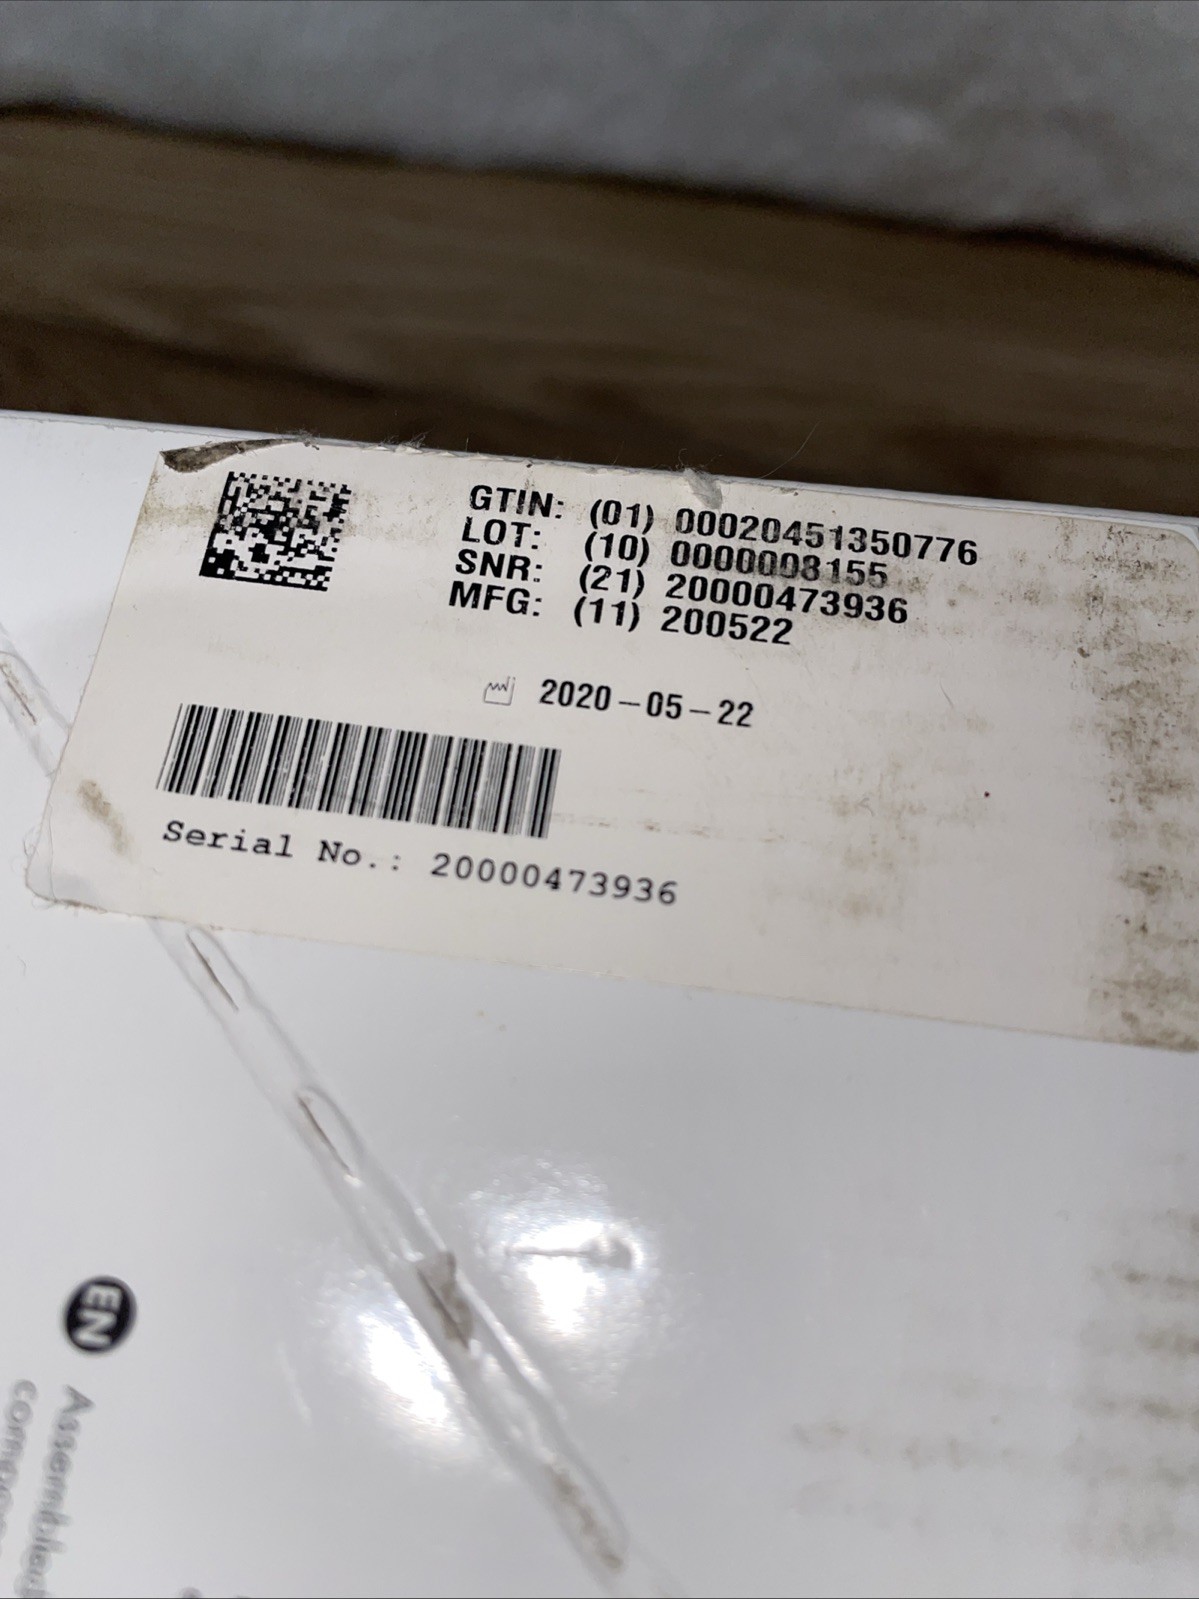 GTIN: (01) 00020451350776
LOT: (10) 0000008155
SNR: (21) 20000473936
MFG: (11) 200522
2020-05-22
Serial No.: 20000473936
EN